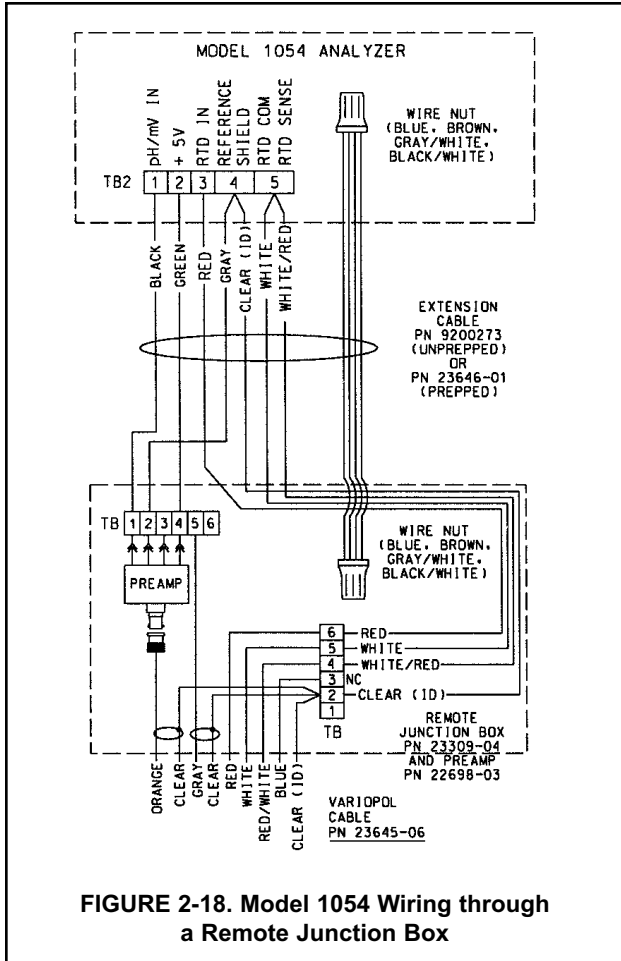 MODEL 1054 ANALYZER
pH/mV IN
+ 5V
RTD IN
REFERENCE
SHIELD
RTD COM
RTD SENSE
TB2 1 2 3 4 5
WIRE NUT
(BLUE, BROWN,
GRAY/WHITE,
BLACK/WHITE)
BLACK
GREEN
RED
GRAY
CLEAR (ID)
WHITE
WHITE/RED
EXTENSION
CABLE
PN 9200273
(UNPREPPED)
OR
PN 23646-01
(PREPPED)
TB 1 2 3 4 5 6
PREAMP
WIRE NUT
(BLUE, BROWN,
GRAY/WHITE,
BLACK/WHITE)
6 RED
5 WHITE
4 WHITE/RED
3 NC
2 CLEAR (ID)
1
TB
REMOTE
JUNCTION BOX
PN 23309-04
AND PREAMP
PN 22698-03
ORANGE
CLEAR
GRAY
CLEAR
RED
WHITE
RED/WHITE
BLUE
CLEAR (ID)
VARIOPOL
CABLE
PN 23645-06
FIGURE 2-18. Model 1054 Wiring through
a Remote Junction Box